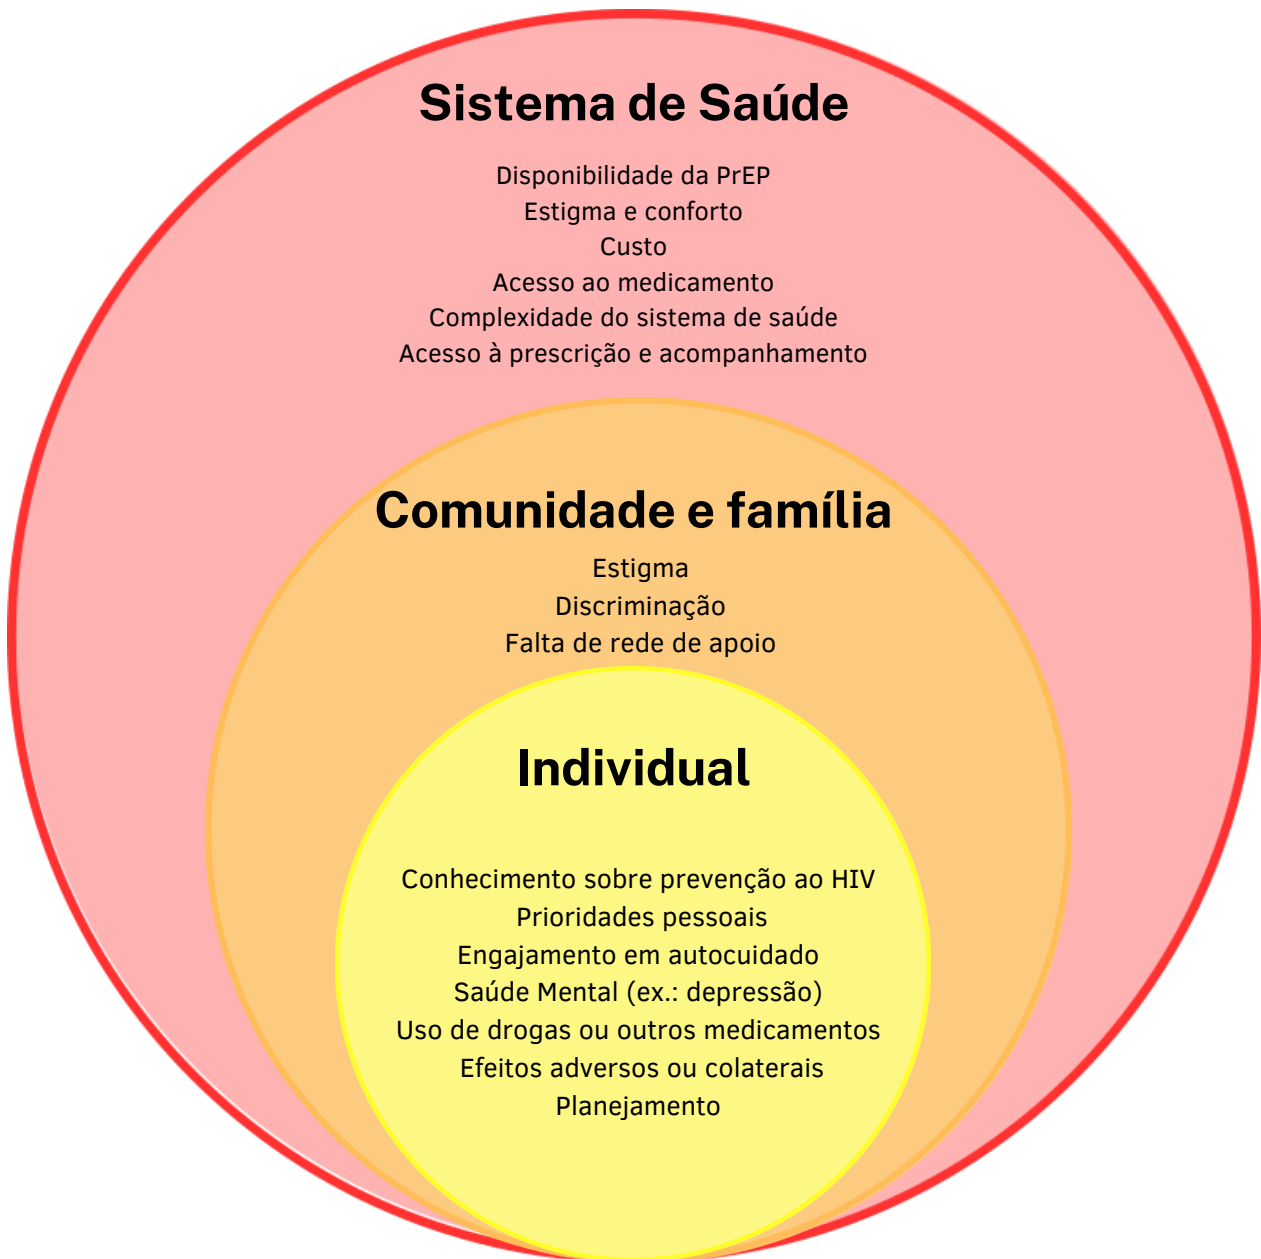 Sistema de Saúde
Disponibilidade da PrEP
Estigma e conforto
Custo
Acesso ao medicamento
Complexidade do sistema de saúde
Acesso à prescrição e acompanhamento
Comunidade e família
Estigma
Discriminação
Falta de rede de apoio
Individual
Conhecimento sobre prevenção ao HIV
Prioridades pessoais
Engajamento em autocuidado
Saúde Mental (ex.: depressão)
Uso de drogas ou outros medicamentos
Efeitos adversos ou colaterais
Planejamento